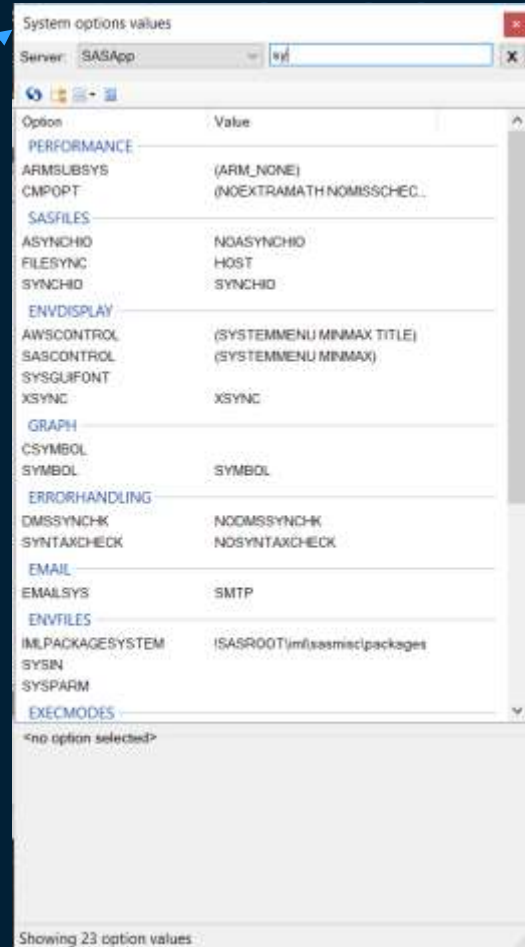 System options values
Server: SASApp sy X
Option Value
PERFORMANCE
ARMSUBSYS (ARM_NONE)
CMPOPT (NOEXTRAMATH NOMISSCHEC...
SASFILES
ASYNCHIO NOASYNCHIO
FILESYNC HOST
SYNCHIO SYNCHIO
ENVDISPLAY
AWSCONTROL (SYSTEMMENU MINMAX TITLE)
SASCONTROL (SYSTEMMENU MINMAX)
SYSGUIFONT
XSYNC XSYNC
GRAPH
CSYMBOL
SYMBOL SYMBOL
ERRORHANDLING
DMSSYNCHK NODMSSYNCHK
SYNTAXCHECK NOSYNTAXCHECK
EMAIL
EMAILSYS SMTP
ENVFILES
IMLPACKAGESYSTEM !SASROOT\iml\sasmisc\packages
SYSIN
SYSPARM
EXECMODES
<no option selected>
Showing 23 option values